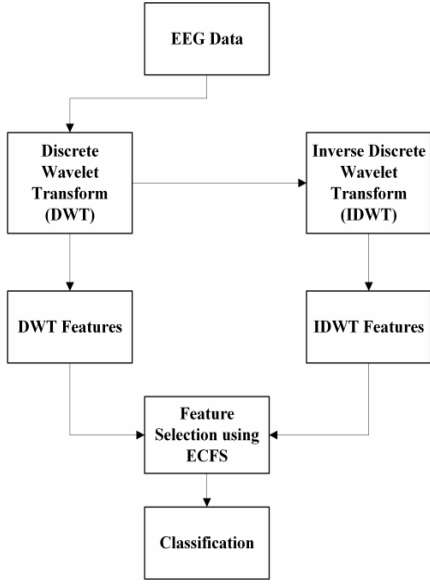 EEG Data
Discrete
Wavelet
Transform
(DWT)
Inverse Discrete
Wavelet
Transform
(IDWT)
DWT Features
IDWT Features
Feature
Selection using
ECFS
Classification